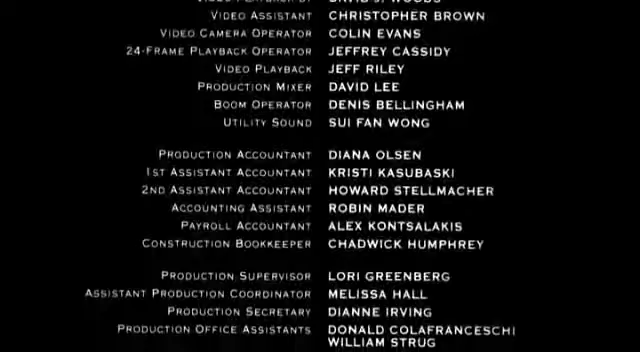 Video Assistant CHRISTOPHER BROWN
Video Camera Operator COLIN EVANS
24-Frame Playback Operator JEFFREY CASSIDY
Video Playback JEFF RILEY
Production Mixer DAVID LEE
Boom Operator DENIS BELLINGHAM
Utility Sound SUI FAN WONG
Production Accountant DIANA OLSEN
1st Assistant Accountant KRISTI KASUBASKI
2nd Assistant Accountant HOWARD STELLMACHER
Accounting Assistant ROBIN MADER
Payroll Accountant ALEX KONTSALAKIS
Construction Bookkeeper CHADWICK HUMPHREY
Production Supervisor LORI GREENBERG
Assistant Production Coordinator MELISSA HALL
Production Secretary DIANNE IRVING
Production Office Assistants DONALD COLAFRANCESCHI
WILLIAM STRUG